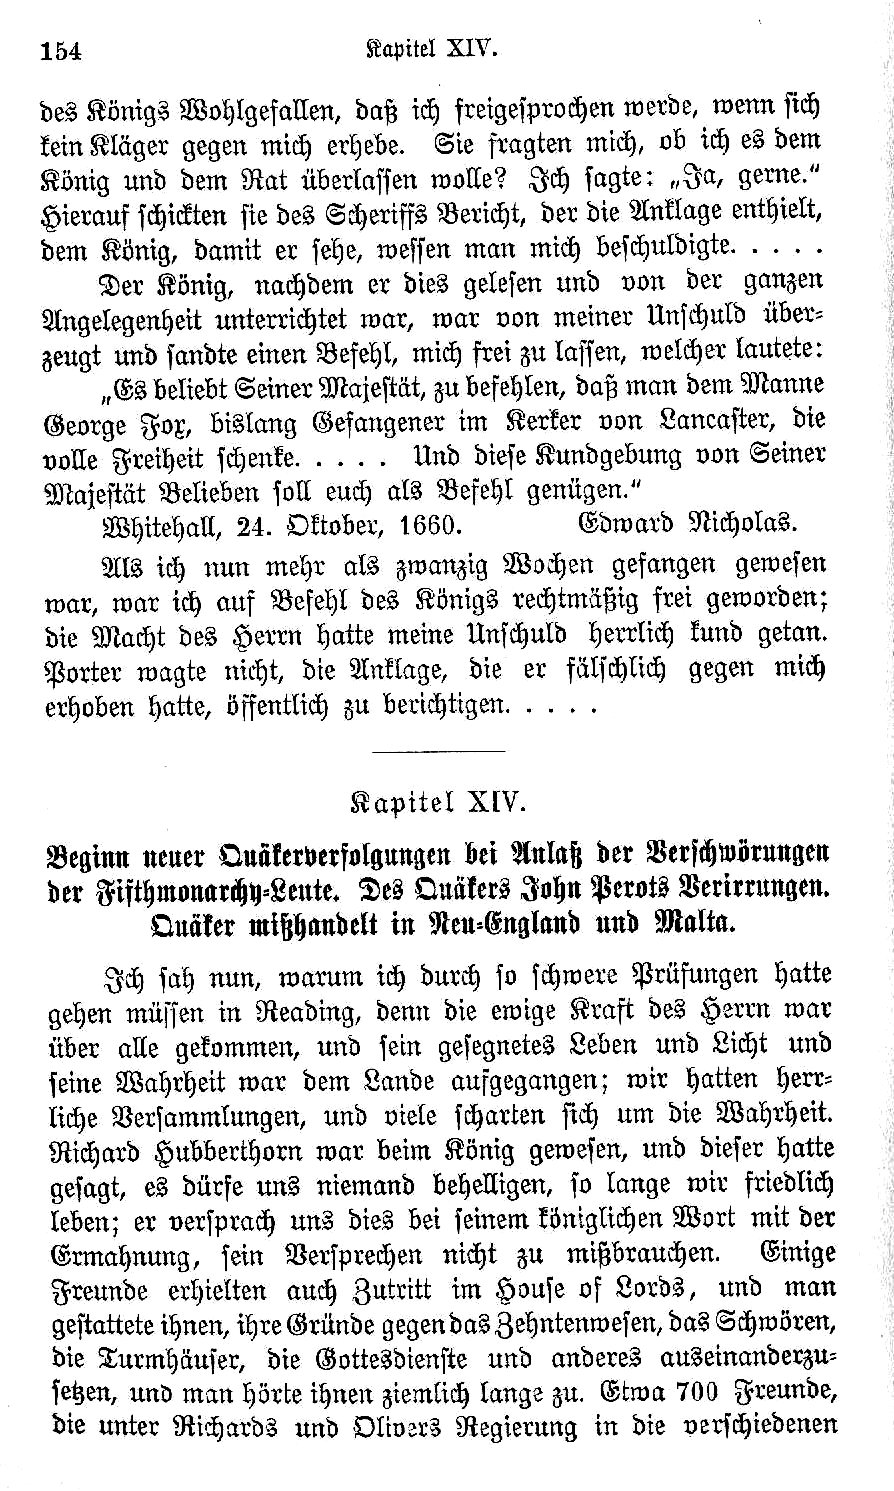 154 Kapitel XIV.
des Königs Wohlgefallen, daß ich freigesprochen werde, wenn sich
kein Kläger gegen mich erhebe. Sie fragten mich, ob ich es dem
König und dem Rat überlassen wolle? Ich sagte: „Ja, gerne.“
Hierauf schickten sie des Scheriffs Bericht, der die Anklage enthielt,
dem König, damit er sehe, wessen man mich beschuldigte. . . . .
Der König, nachdem er dies gelesen und von der ganzen
Angelegenheit unterrichtet war, war von meiner Unschuld über-
zeugt und sandte einen Befehl, mich frei zu lassen, welcher lautete:
„Es beliebt Seiner Majestät, zu befehlen, daß man dem Manne
George Fox, bislang Gefangener im Kerker von Lancaster, die
volle Freiheit schenke. . . . . Und diese Kundgebung von Seiner
Majestät Belieben soll euch als Befehl genügen.“
Whitehall, 24. Oktober, 1660. Edward Nicholas.
Als ich nun mehr als zwanzig Wochen gefangen gewesen
war, war ich auf Befehl des Königs rechtmäßig frei geworden;
die Macht des Herrn hatte meine Unschuld herrlich kund getan.
Porter wagte nicht, die Anklage, die er fälschlich gegen mich
erhoben hatte, öffentlich zu berichtigen. . . . .
Kapitel XIV.
Beginn neuer Quäkerverfolgungen bei Anlaß der Verschwörungen
der Fifthmonarchy-Leute. Des Quäkers John Perots Verirrungen.
Quäker mißhandelt in Neu-England und Malta.
Ich sah nun, warum ich durch so schwere Prüfungen hatte
gehen müssen in Reading, denn die ewige Kraft des Herrn war
über alle gekommen, und sein gesegnetes Leben und Licht und
seine Wahrheit war dem Lande aufgegangen; wir hatten herr-
liche Versammlungen, und viele scharten sich um die Wahrheit.
Richard Hubberthorn war beim König gewesen, und dieser hatte
gesagt, es dürfe uns niemand behelligen, so lange wir friedlich
leben; er versprach uns dies bei seinem königlichen Wort mit der
Ermahnung, sein Versprechen nicht zu mißbrauchen. Einige
Freunde erhielten auch Zutritt im House of Lords, und man
gestattete ihnen, ihre Gründe gegen das Zehntenwesen, das Schwören,
die Turmhäuser, die Gottesdienste und anderes auseinanderzu-
setzen, und man hörte ihnen ziemlich lange zu. Etwa 700 Freunde,
die unter Richards und Olivers Regierung in die verschiedenen